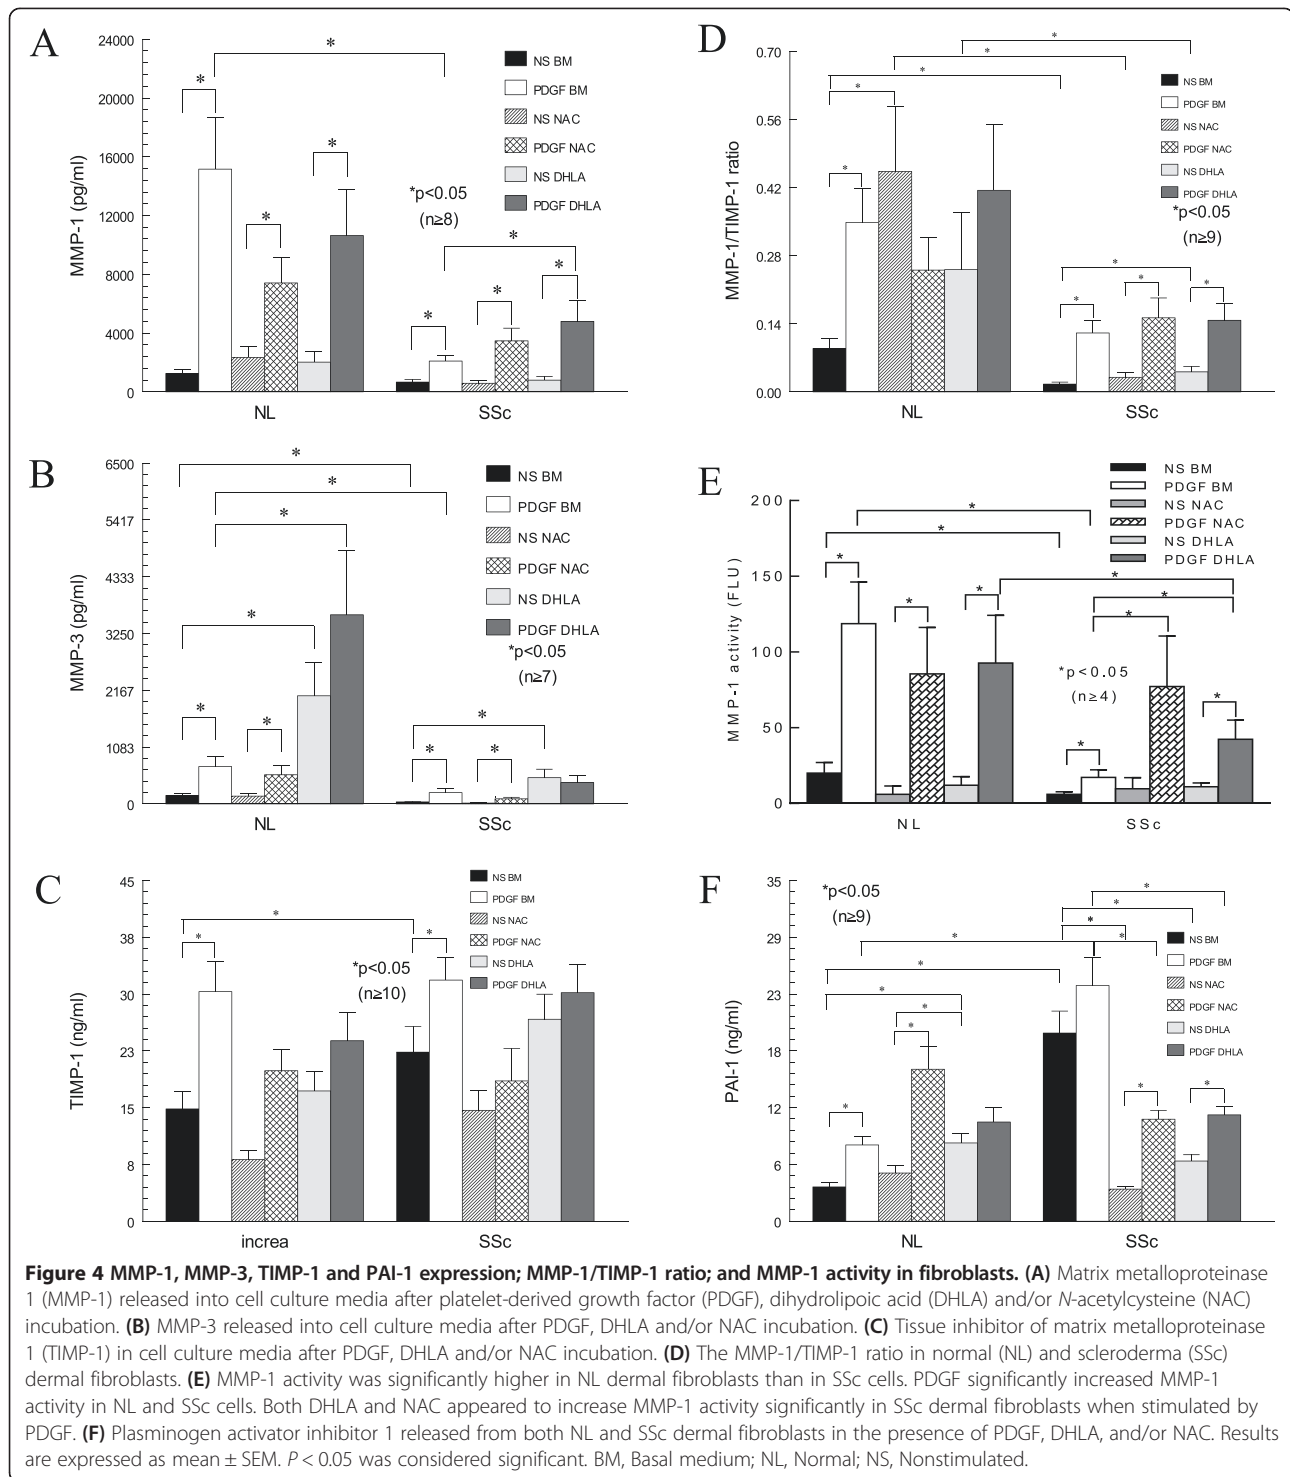 A
MMP-1 (pg/ml)
24000
20000
16000
12000
8000
4000
0
*
*
*
*
*
*
*
*
*p<0.05
(n≥8)
NS BM
PDGF BM
NS NAC
PDGF NAC
NS DHLA
PDGF DHLA
NL
SSc
D
MMP-1/TIMP-1 ratio
0.70
0.56
0.42
0.28
0.14
0.00
*
*
*
*
*
*
*
*
*
NS BM
PDGF BM
NS NAC
PDGF NAC
NS DHLA
PDGF DHLA
*p<0.05
(n≥9)
NL
SSc
B
MMP-3 (pg/ml)
6500
5417
4333
3250
2167
1083
0
*
*
*
*
*
*
*
*
*
NS BM
PDGF BM
NS NAC
PDGF NAC
NS DHLA
PDGF DHLA
*p<0.05
(n≥7)
NL
SSc
E
MMP-1 activity (FLU)
200
150
100
50
0
NS BM
PDGF BM
NS NAC
PDGF NAC
NS DHLA
PDGF DHLA
*
*
*
*
*
*
*
*
*
*
*p<0.05
(n≥4)
NL
SSc
C
TIMP-1 (ng/ml)
45
38
30
23
15
8
0
*
*
*
*p<0.05
(n≥10)
NS BM
PDGF BM
NS NAC
PDGF NAC
NS DHLA
PDGF DHLA
increa
SSc
F
PAI-1 (ng/ml)
35
29
23
18
12
6
0
*p<0.05
(n≥9)
*
*
*
*
*
*
*
*
*
*
*
*
NS BM
PDGF BM
NS NAC
PDGF NAC
NS DHLA
PDGF DHLA
NL
SSc
Figure 4 MMP-1, MMP-3, TIMP-1 and PAI-1 expression; MMP-1/TIMP-1 ratio; and MMP-1 activity in fibroblasts. (A) Matrix metalloproteinase
1 (MMP-1) released into cell culture media after platelet-derived growth factor (PDGF), dihydrolipoic acid (DHLA) and/or N-acetylcysteine (NAC)
incubation. (B) MMP-3 released into cell culture media after PDGF, DHLA and/or NAC incubation. (C) Tissue inhibitor of matrix metalloproteinase
1 (TIMP-1) in cell culture media after PDGF, DHLA and/or NAC incubation. (D) The MMP-1/TIMP-1 ratio in normal (NL) and scleroderma (SSc)
dermal fibroblasts. (E) MMP-1 activity was significantly higher in NL dermal fibroblasts than in SSc cells. PDGF significantly increased MMP-1
activity in NL and SSc cells. Both DHLA and NAC appeared to increase MMP-1 activity significantly in SSc dermal fibroblasts when stimulated by
PDGF. (F) Plasminogen activator inhibitor 1 released from both NL and SSc dermal fibroblasts in the presence of PDGF, DHLA, and/or NAC. Results
are expressed as mean ± SEM. P < 0.05 was considered significant. BM, Basal medium; NL, Normal; NS, Nonstimulated.